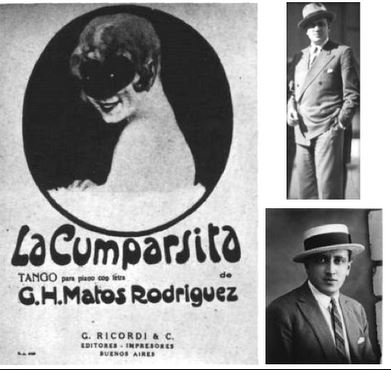 La Cumparsita
TANGO para piano con letra de
G.H. Matos Rodriguez
G. RICORDI & C.
EDITORES - IMPRESORES
BUENOS AIRES